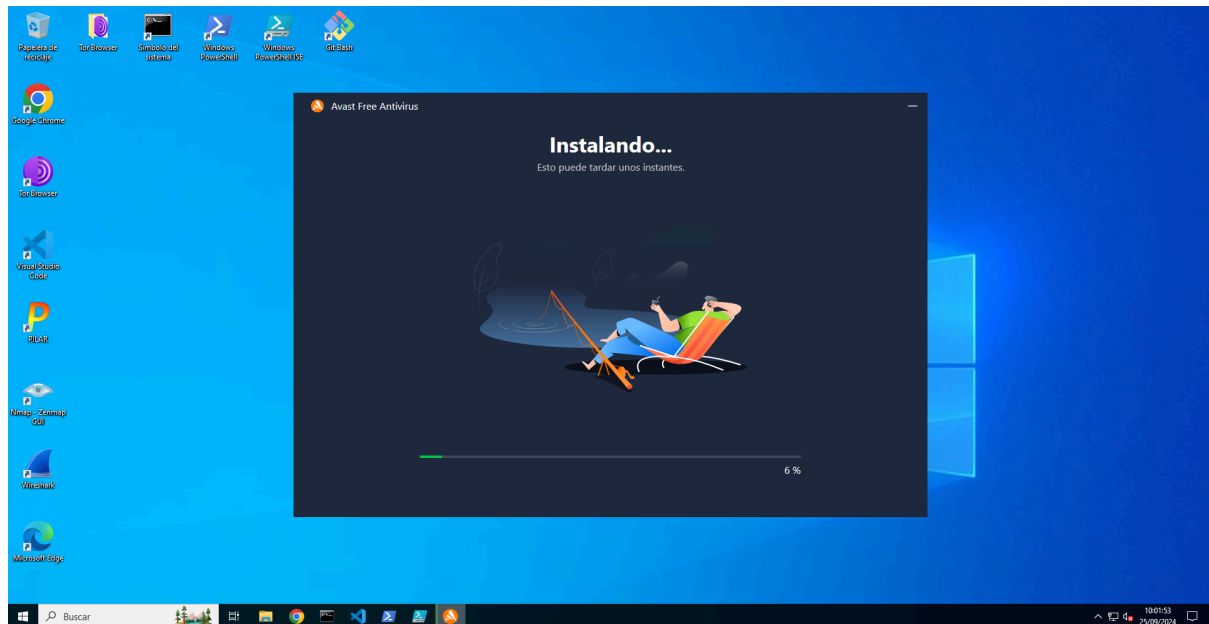 Papelera de
reciclaje
Tor Browser
Símbolo del
sistema
Windows
PowerShell
Windows
PowerShell ISE
Git Bash
Google Chrome
Tor Browser
Visual Studio
Code
PILAR
Nmap - Zenmap
GUI
Wireshark
Microsoft Edge
Avast Free Antivirus
Instalando...
Esto puede tardar unos instantes.
6 %
Buscar
10:01:53
25/09/2024